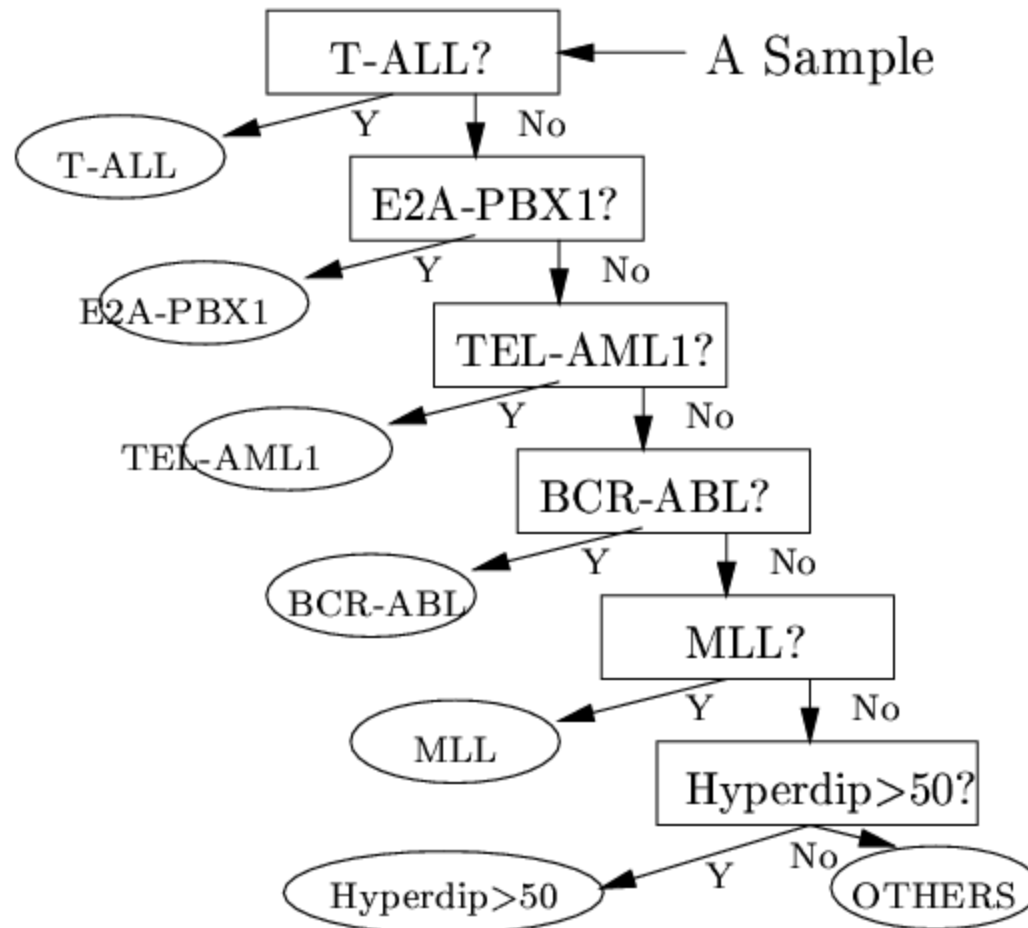 T-ALL?
A Sample
Y
No
T-ALL
E2A-PBX1?
Y
No
E2A-PBX1
TEL-AML1?
Y
No
TEL-AML1
BCR-ABL?
Y
No
BCR-ABL
MLL?
Y
No
MLL
Hyperdip>50?
Y
No
Hyperdip>50
OTHERS